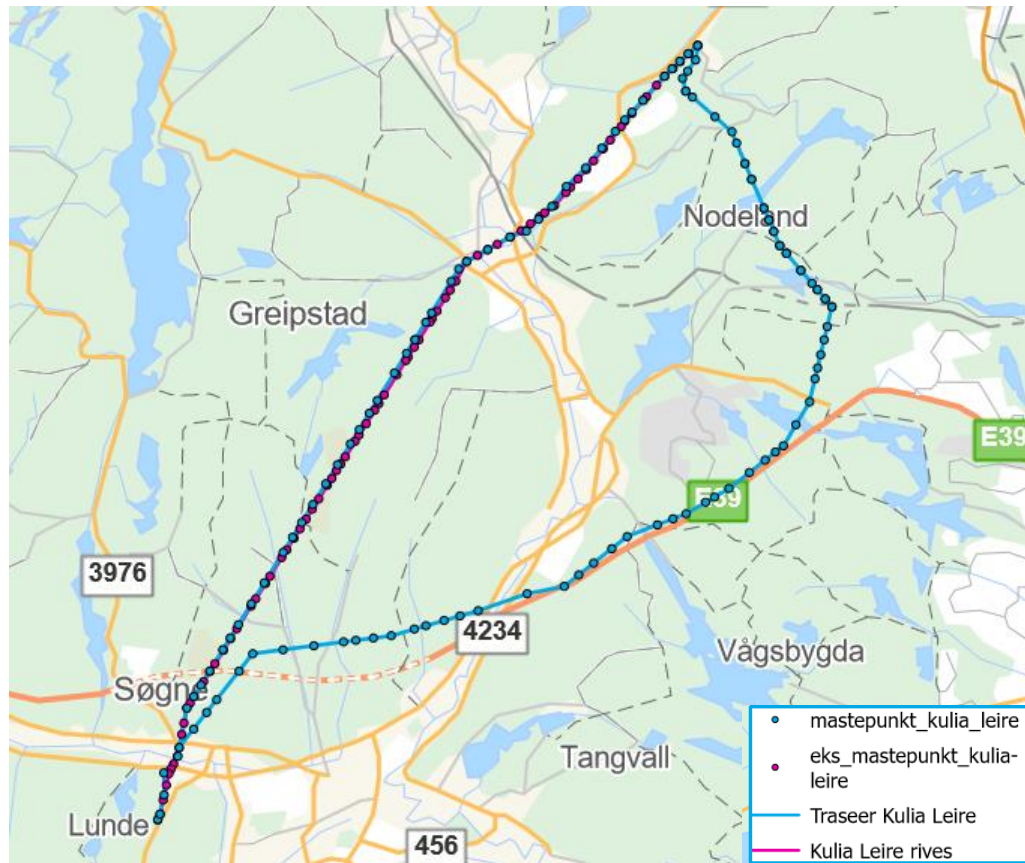 Nodeland
Greipstad
E39
E39
3976
4234
Vågsbygda
Søgne
Tangvall
Lunde
456
mastepunkt_kulia_leire
eks_mastepunkt_kulia-
leire
Traseer Kulia Leire
Kulia Leire rives